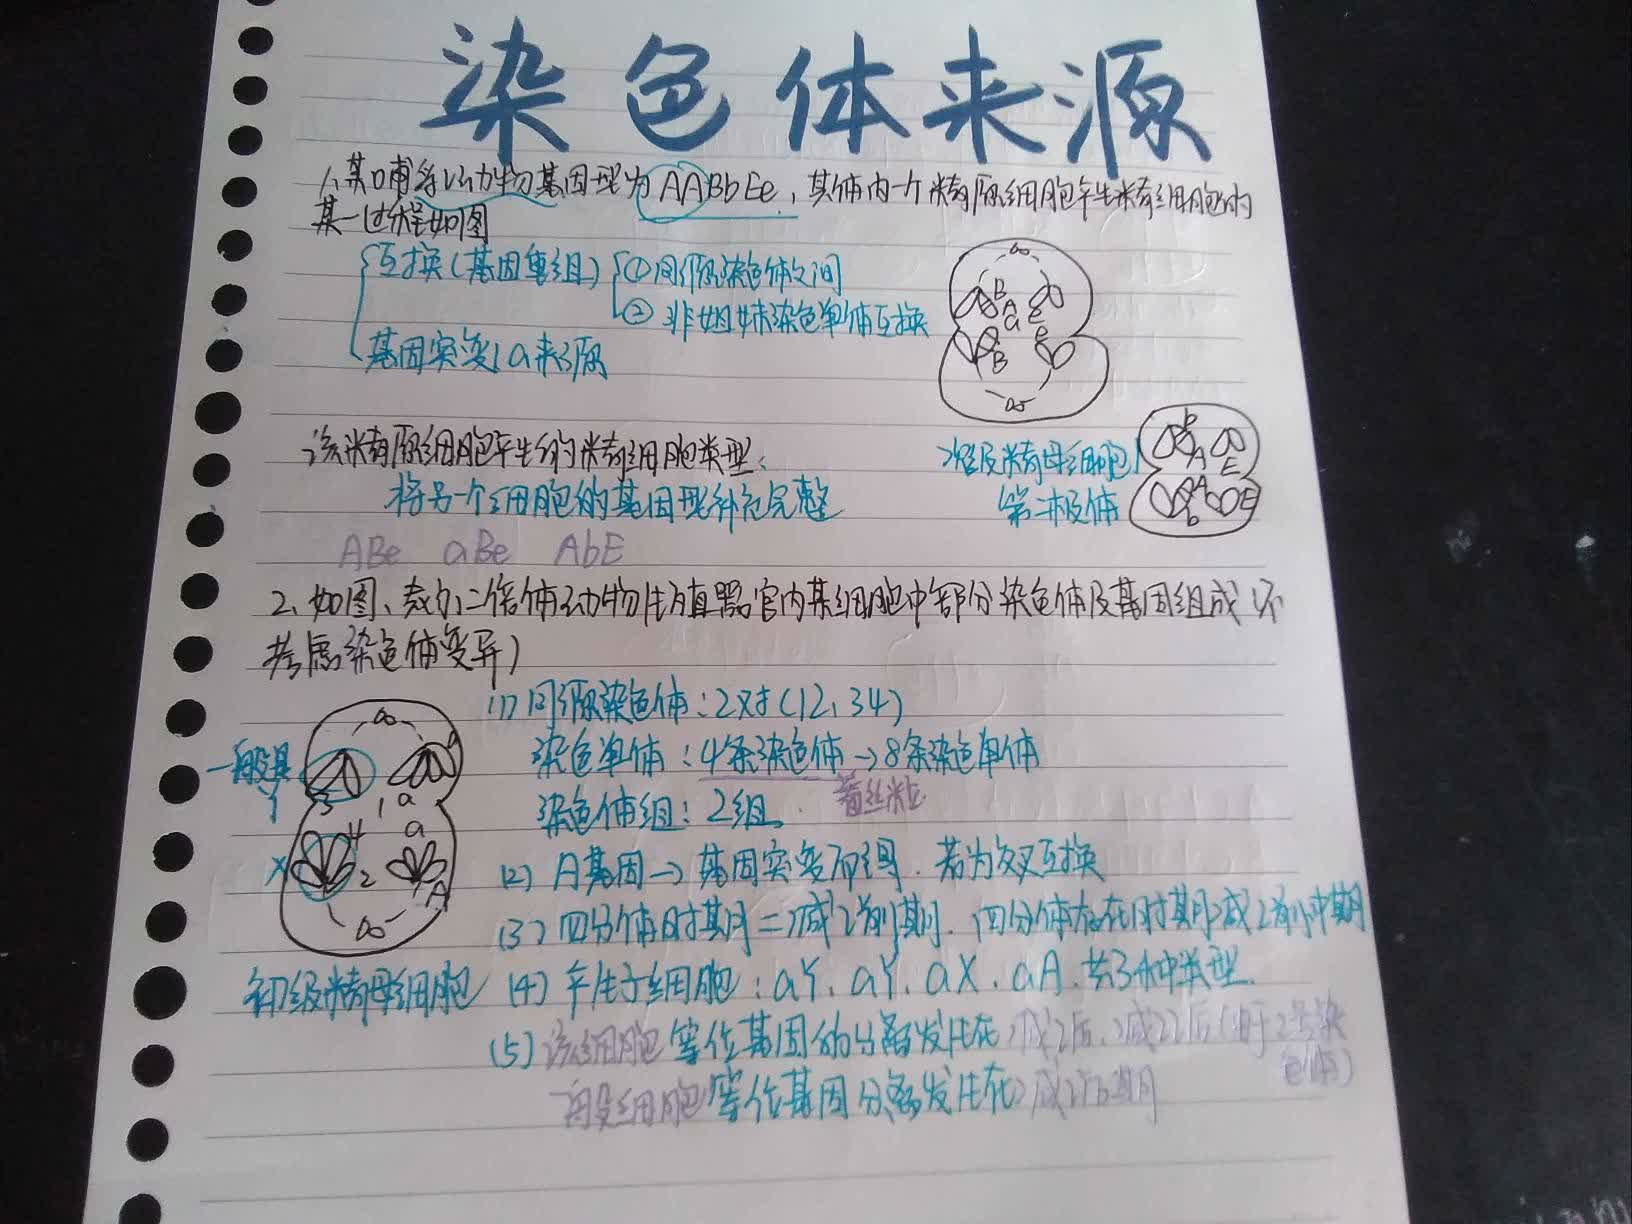 染色体来源
1、某哺乳动物基因型为AABbEe，其体内一个精原细胞产生精细胞的
某一过程如图
互换（基因重组） ①同源染色体之间
②非姐妹染色单体互换
基因突变 a来源
B
A
a e
e
B
该精原细胞产生的精细胞类型：
将另一个细胞的基因型补充完整
次级精母细胞
第二极体
b
A E
A E
b
ABe aBe AbE
2、如图、表示二倍体动物生殖器官内某细胞中部分染色体及基因组成（不
考虑染色体变异）
(1) 同源染色体：2对（12、34）
染色单体：4条染色体→8条染色单体
看丝粒
染色体组：2组。
(2) A基因→基因突变而得．若为交互换
(3) 四分体时期=减1前期．四分体存在时期减1前中期
(4) 产生子细胞：aY、aY、aX、aA．共3种类型．
(5) 该细胞等位基因的分离发生在减1后、减2后（由于2号染
色体）
一般细胞等位基因分离发生在减1后期
一般是
Y
3 1 a
4 a
X 2 A
初级精母细胞